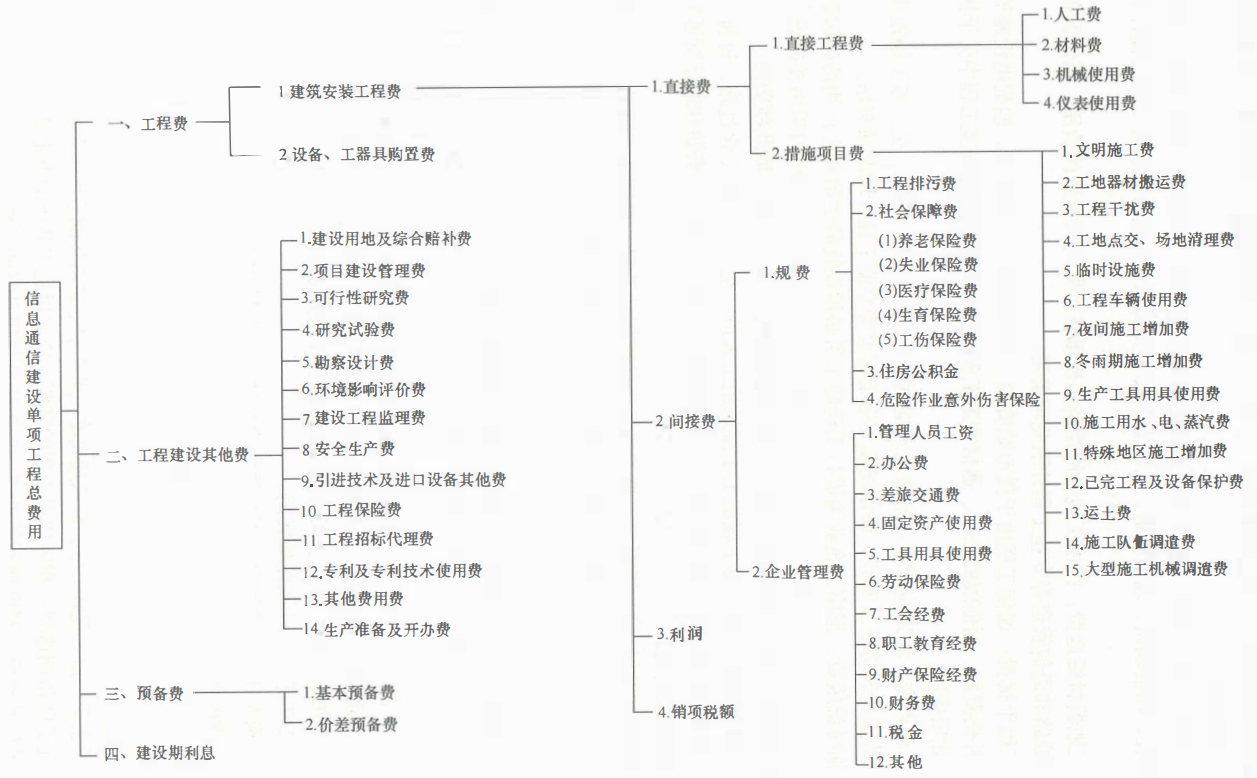 信息通信建设单项工程总费用
一、工程费
1 建筑安装工程费
1.直接费
1.直接工程费
1.人工费
2.材料费
3.机械使用费
4.仪表使用费
2.措施项目费
1.文明施工费
2.工地器材搬运费
3.工程干扰费
4.工地点交、场地清理费
5.临时设施费
6.工程车辆使用费
7.夜间施工增加费
8.冬雨期施工增加费
9.生产工具用具使用费
10.施工用水、电、蒸汽费
11.特殊地区施工增加费
12.已完工程及设备保护费
13.运土费
14.施工队伍调遣费
15.大型施工机械调遣费
2 间接费
1.规 费
1.工程排污费
2.社会保障费
(1)养老保险费
(2)失业保险费
(3)医疗保险费
(4)生育保险费
(5)工伤保险费
3.住房公积金
4.危险作业意外伤害保险
2.企业管理费
1.管理人员工资
2.办公费
3.差旅交通费
4.固定资产使用费
5.工具用具使用费
6.劳动保险费
7.工会经费
8.职工教育经费
9.财产保险经费
10.财务费
11.税 金
12.其他
3.利润
4.销项税额
2.设备、工器具购置费
二、工程建设其他费
1.建设用地及综合赔补费
2.项目建设管理费
3.可行性研究费
4.研究试验费
5.勘察设计费
6.环境影响评价费
7 建设工程监理费
8 安全生产费
9.引进技术及进口设备其他费
10 工程保险费
11 工程招标代理费
12.专利及专利技术使用费
13.其他费用费
14 生产准备及开办费
三、预备费
1.基本预备费
2.价差预备费
四、建设期利息